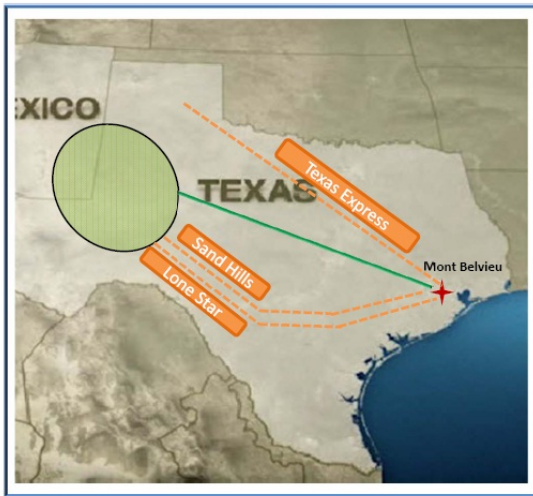 EXICO
TEXAS
Texas Express
Sand Hills
Lone Star
Mont Belvieu